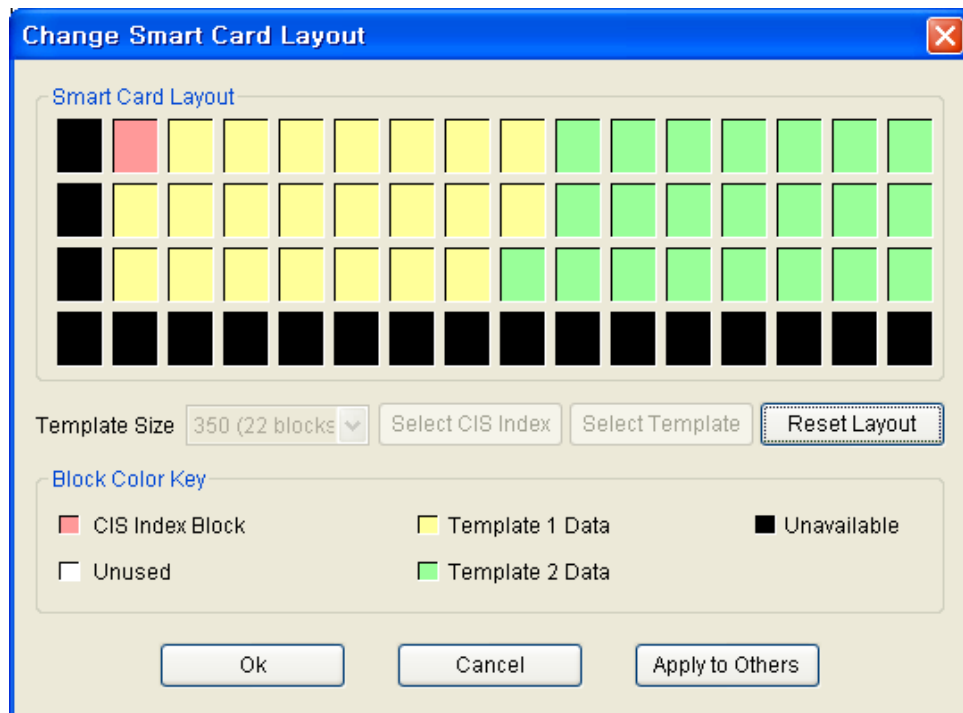 Change Smart Card Layout
Smart Card Layout
Template Size 350 (22 blocks Select CIS Index Select Template Reset Layout
Block Color Key
CIS Index Block Template 1 Data Unavailable
Unused Template 2 Data
Ok Cancel Apply to Others